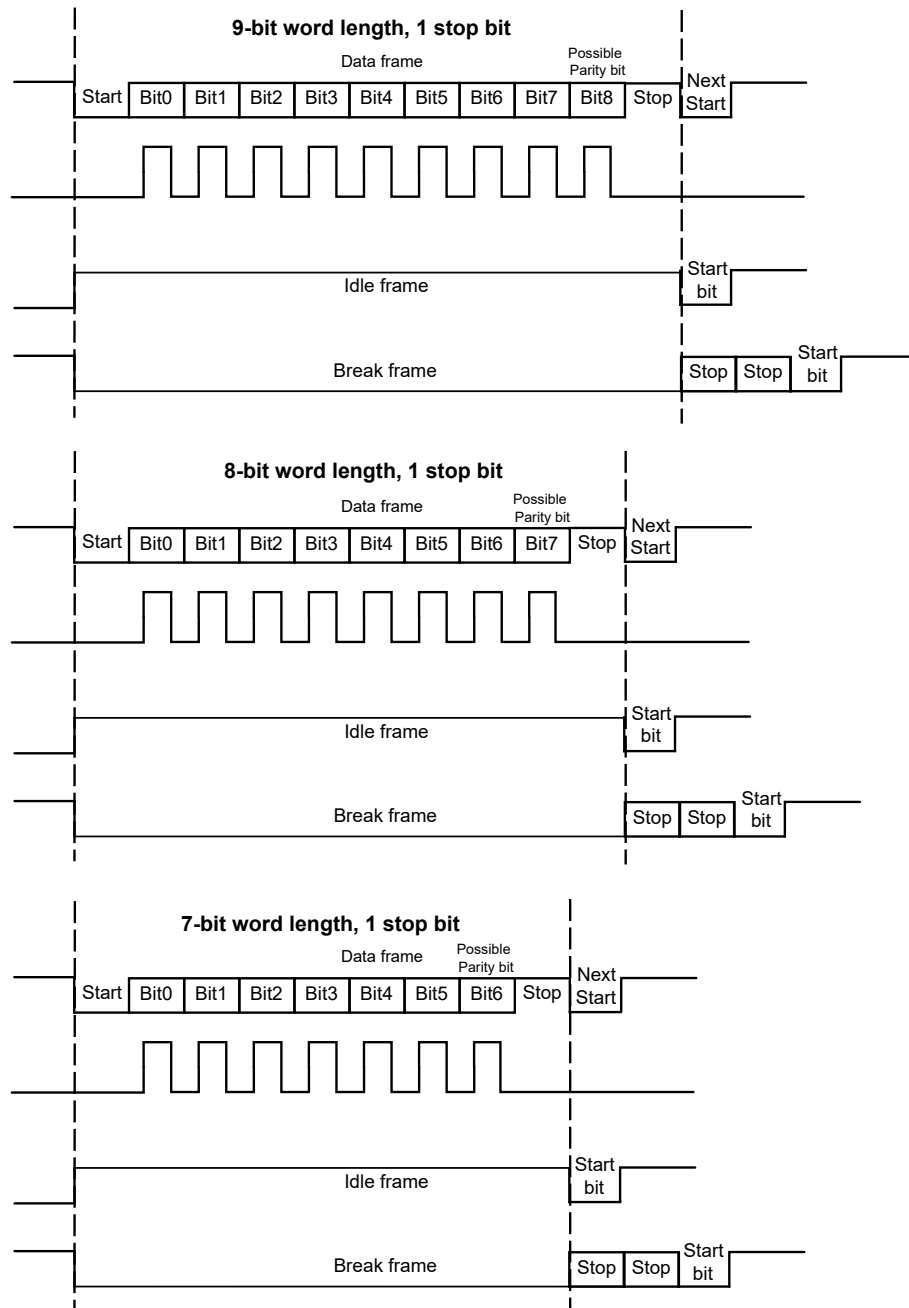 9-bit word length, 1 stop bit
Data frame
Possible
Parity bit
Start Bit0 Bit1 Bit2 Bit3 Bit4 Bit5 Bit6 Bit7 Bit8 Stop Next
Start
Idle frame
Start
bit
Break frame
Stop Stop Start
bit
8-bit word length, 1 stop bit
Data frame
Possible
Parity bit
Start Bit0 Bit1 Bit2 Bit3 Bit4 Bit5 Bit6 Bit7 Stop Next
Start
Idle frame
Start
bit
Break frame
Stop Stop Start
bit
7-bit word length, 1 stop bit
Data frame
Possible
Parity bit
Start Bit0 Bit1 Bit2 Bit3 Bit4 Bit5 Bit6 Stop Next
Start
Idle frame
Start
bit
Break frame
Stop Stop Start
bit